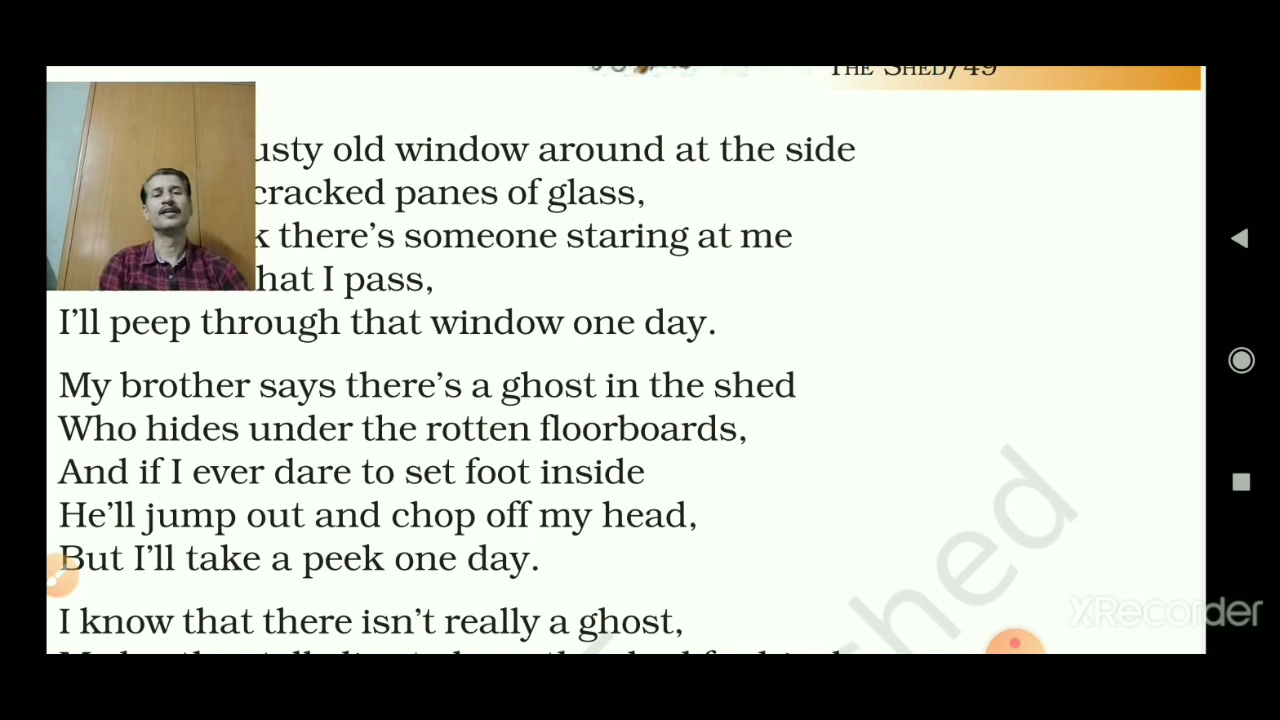 THE SHED/49
usty old window around at the side
cracked panes of glass,
k there's someone staring at me
hat I pass,
I'll peep through that window one day.
My brother says there's a ghost in the shed
Who hides under the rotten floorboards,
And if I ever dare to set foot inside
He'll jump out and chop off my head,
But I'll take a peek one day.
I know that there isn't really a ghost,
shed
XRecorder